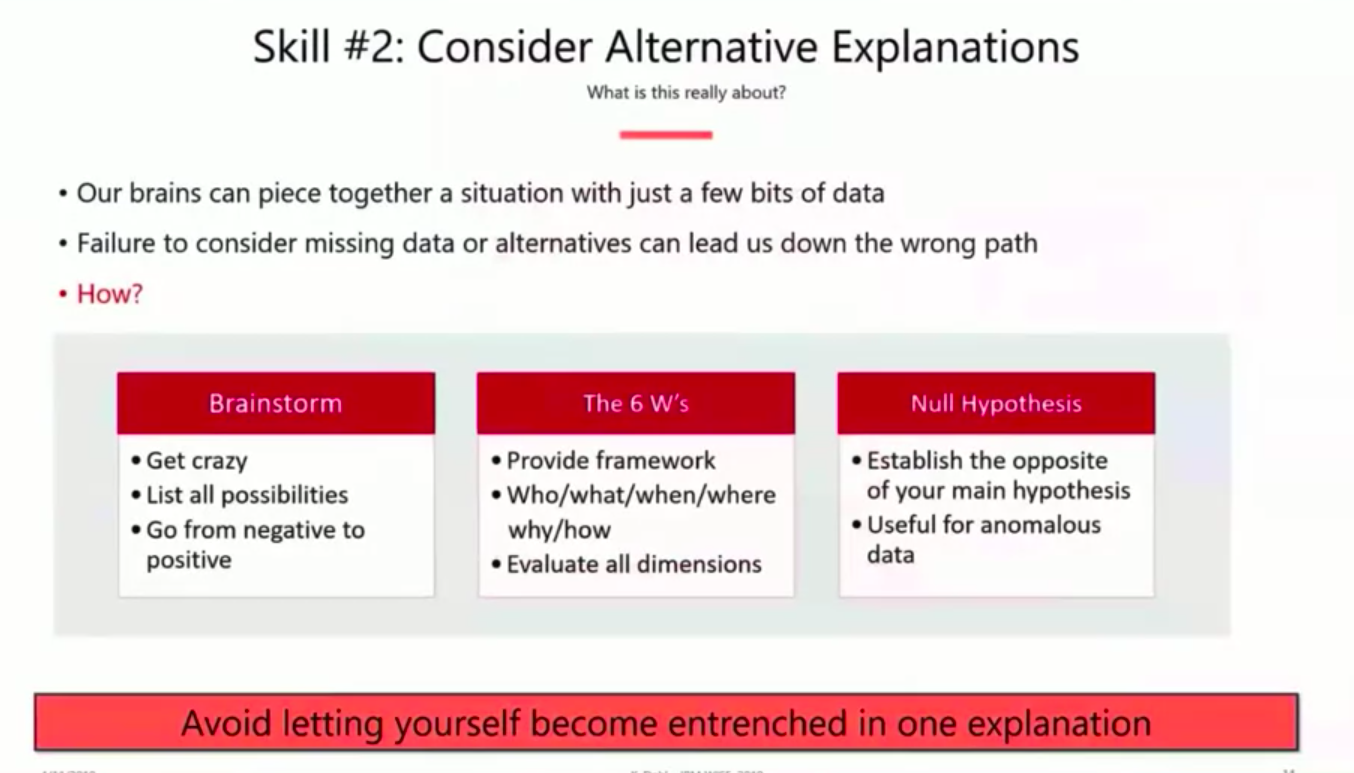 Skill #2: Consider Alternative Explanations
What is this really about?
• Our brains can piece together a situation with just a few bits of data
• Failure to consider missing data or alternatives can lead us down the wrong path
• How?
Brainstorm
• Get crazy
• List all possibilities
• Go from negative to
positive
The 6 W's
• Provide framework
• Who/what/when/where
why/how
• Evaluate all dimensions
Null Hypothesis
• Establish the opposite
of your main hypothesis
• Useful for anomalous
data
Avoid letting yourself become entrenched in one explanation